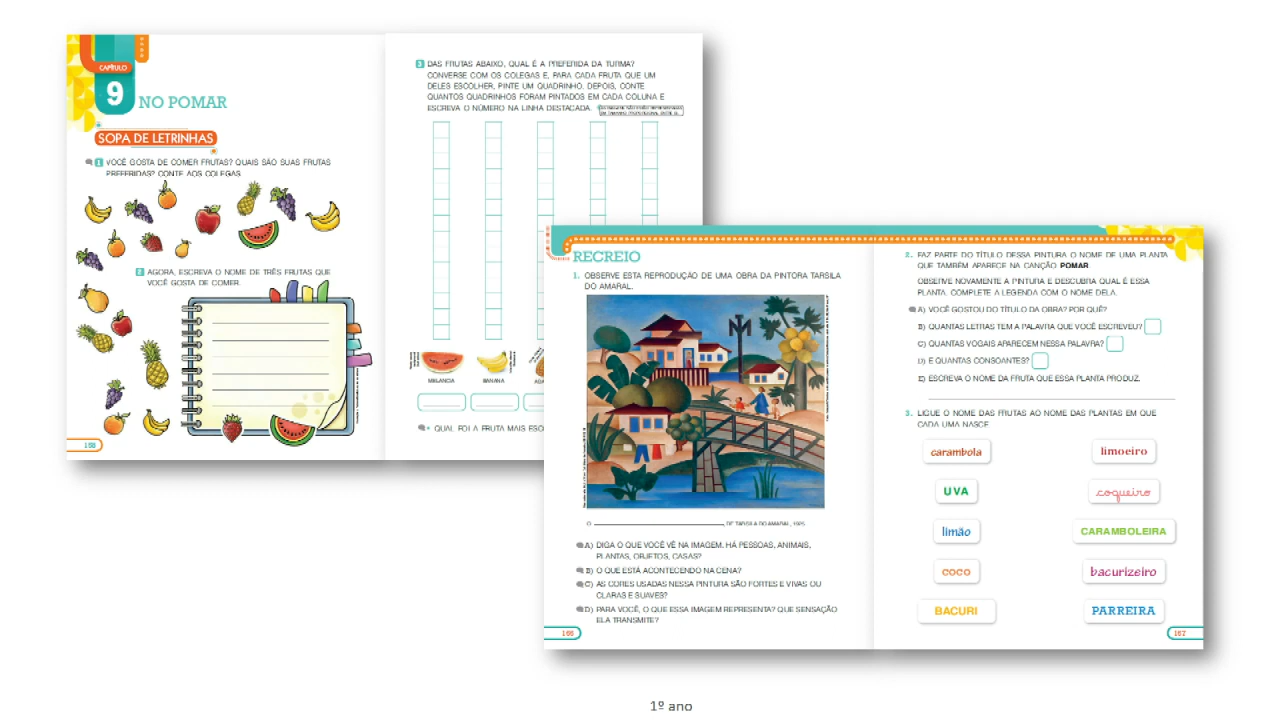 CAPÍTULO
9
NO POMAR
SOPA DE LETRINHAS
1 VOCÊ GOSTA DE COMER FRUTAS? QUAIS SÃO SUAS FRUTAS
PREFERIDAS? CONTE AOS COLEGAS.
2 AGORA, ESCREVA O NOME DE TRÊS FRUTAS QUE
VOCÊ GOSTA DE COMER.
158
3 DAS FRUTAS ABAIXO, QUAL É A PREFERIDA DA TURMA?
CONVERSE COM OS COLEGAS E, PARA CADA FRUTA QUE UM
DELES ESCOLHER, PINTE UM QUADRINHO. DEPOIS, CONTE
QUANTOS QUADRINHOS FORAM PINTADOS EM CADA COLUNA E
ESCREVA O NÚMERO NA LINHA DESTACADA.
MELANCIA
BANANA
• QUAL FOI A FRUTA MAIS ESCO
RECREIO
1. OBSERVE ESTA REPRODUÇÃO DE UMA OBRA DA PINTORA TARSILA
DO AMARAL.
O , DE TARSILA DO AMARAL, 1925.
A) DIGA O QUE VOCÊ VÊ NA IMAGEM. HÁ PESSOAS, ANIMAIS,
PLANTAS, OBJETOS, CASAS?
B) O QUE ESTÁ ACONTECENDO NA CENA?
C) AS CORES USADAS NESSA PINTURA SÃO FORTES E VIVAS OU
CLARAS E SUAVES?
D) PARA VOCÊ, O QUE ESSA IMAGEM REPRESENTA? QUE SENSAÇÃO
ELA TRANSMITE?
166
2. FAZ PARTE DO TÍTULO DESSA PINTURA O NOME DE UMA PLANTA
QUE TAMBÉM APARECE NA CANÇÃO POMAR.
OBSERVE NOVAMENTE A PINTURA E DESCUBRA QUAL É ESSA
PLANTA. COMPLETE A LEGENDA COM O NOME DELA.
A) VOCÊ GOSTOU DO TÍTULO DA OBRA? POR QUÊ?
B) QUANTAS LETRAS TEM A PALAVRA QUE VOCÊ ESCREVEU?
C) QUANTAS VOGAIS APARECEM NESSA PALAVRA?
D) E QUANTAS CONSOANTES?
E) ESCREVA O NOME DA FRUTA QUE ESSA PLANTA PRODUZ.
3. LIGUE O NOME DAS FRUTAS AO NOME DAS PLANTAS EM QUE
CADA UMA NASCE.
carambola
limoeiro
UVA
coqueiro
limão
CARAMBOLEIRA
coco
bacurizeiro
BACURI
PARREIRA
167
1º ano